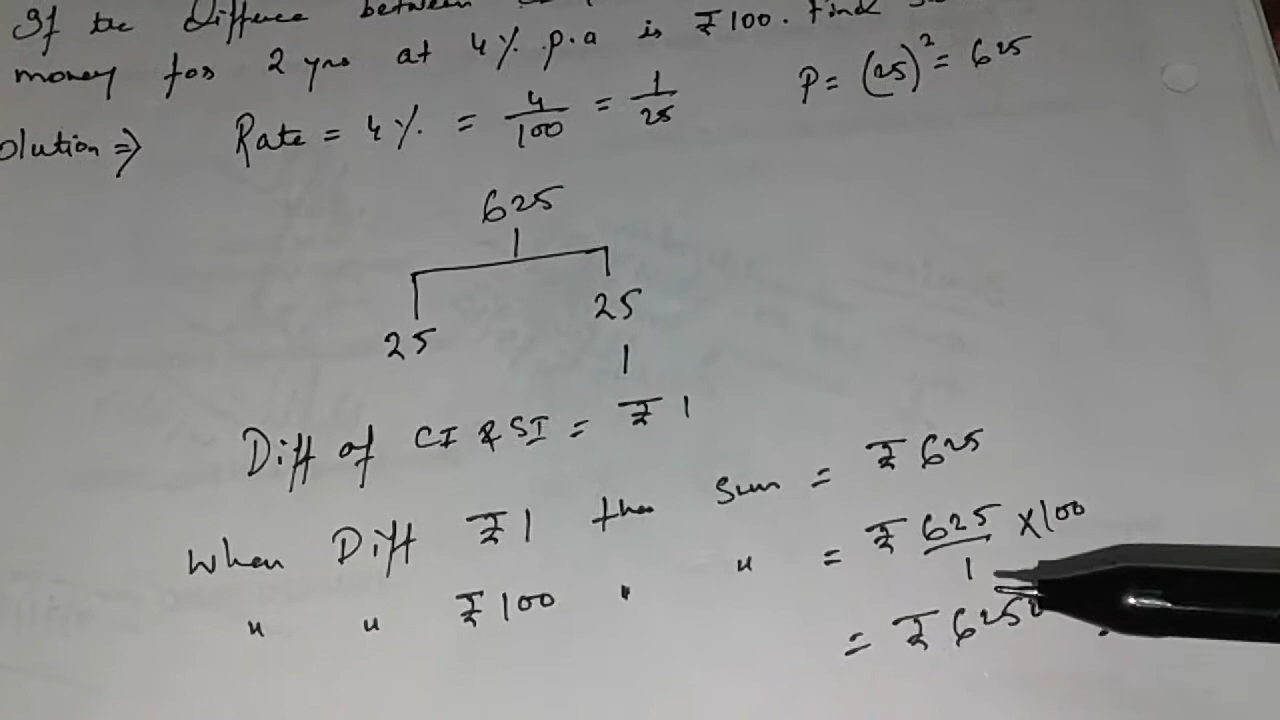 If the Difference between
money for 2 yrs at 4% p.a is ₹100. Find
P = (25)² = 625
olution ⇒ Rate = 4% = 4/100 = 1/25
625
25 25
1
Diff of CI & SI = ₹ 1
When Diff ₹1 then Sum = ₹ 625
" " ₹100 " " = ₹ 625/1 × 100
= ₹ 6250